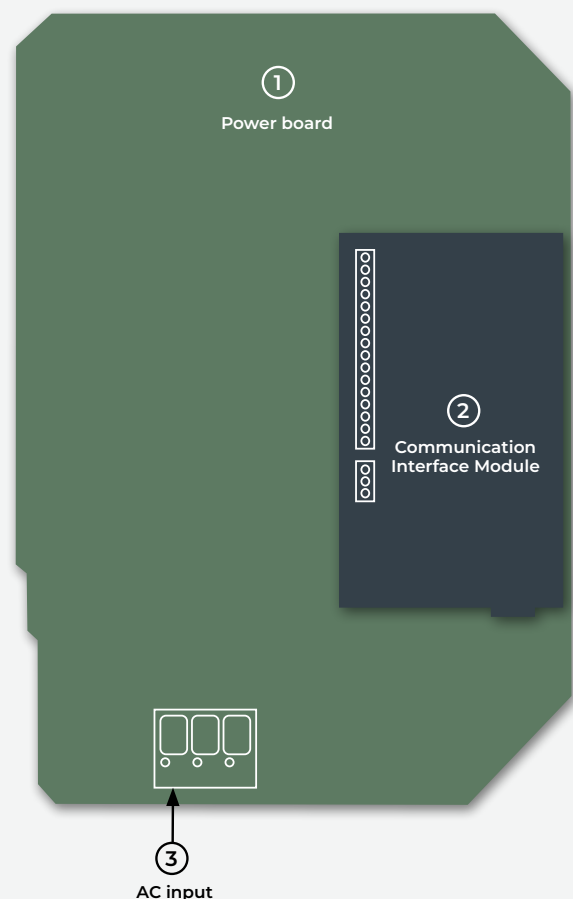 1
Power board
2
Communication
Interface Module
3
AC input